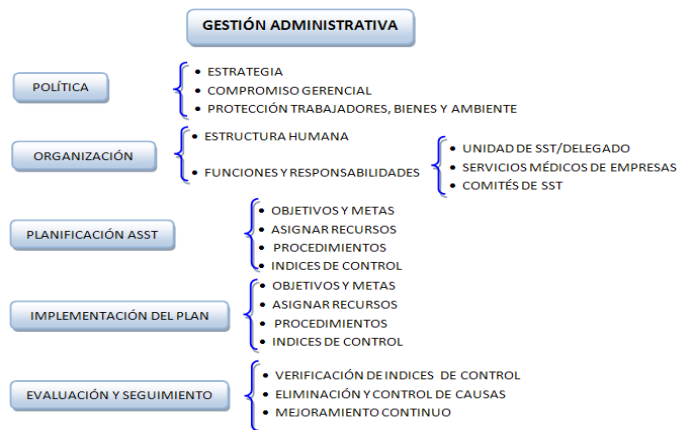 GESTIÓN ADMINISTRATIVA
POLÍTICA
• ESTRATEGIA
• COMPROMISO GERENCIAL
• PROTECCIÓN TRABAJADORES, BIENES Y AMBIENTE
ORGANIZACIÓN
• ESTRUCTURA HUMANA
• FUNCIONES Y RESPONSABILIDADES
• UNIDAD DE SST/DELEGADO
• SERVICIOS MÉDICOS DE EMPRESAS
• COMITÉS DE SST
PLANIFICACIÓN ASST
• OBJETIVOS Y METAS
• ASIGNAR RECURSOS
• PROCEDIMIENTOS
• INDICES DE CONTROL
IMPLEMENTACIÓN DEL PLAN
• OBJETIVOS Y METAS
• ASIGNAR RECURSOS
• PROCEDIMIENTOS
• INDICES DE CONTROL
EVALUACIÓN Y SEGUIMIENTO
• VERIFICACIÓN DE INDICES DE CONTROL
• ELIMINACIÓN Y CONTROL DE CAUSAS
• MEJORAMIENTO CONTINUO